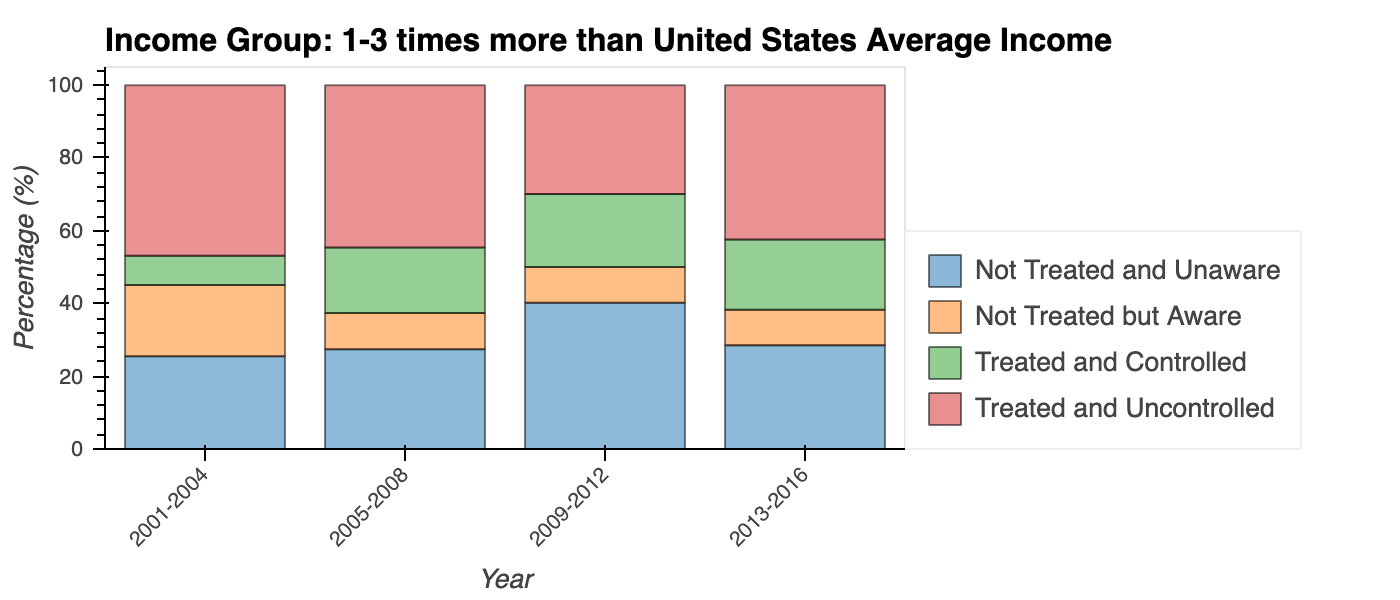 Income Group: 1-3 times more than United States Average Income
Percentage (%)
100
80
60
40
20
0
2001-2004
2005-2008
2009-2012
2013-2016
Year
Not Treated and Unaware
Not Treated but Aware
Treated and Controlled
Treated and Uncontrolled